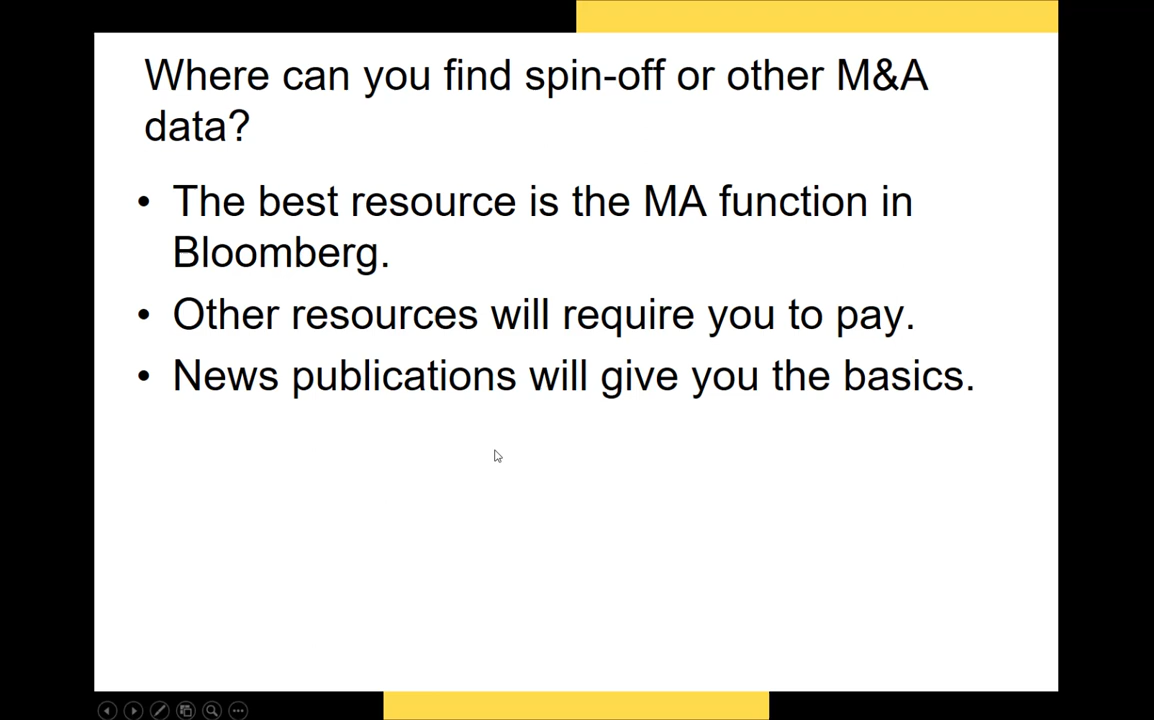 Where can you find spin-off or other M&A
data?
• The best resource is the MA function in
Bloomberg.
• Other resources will require you to pay.
• News publications will give you the basics.